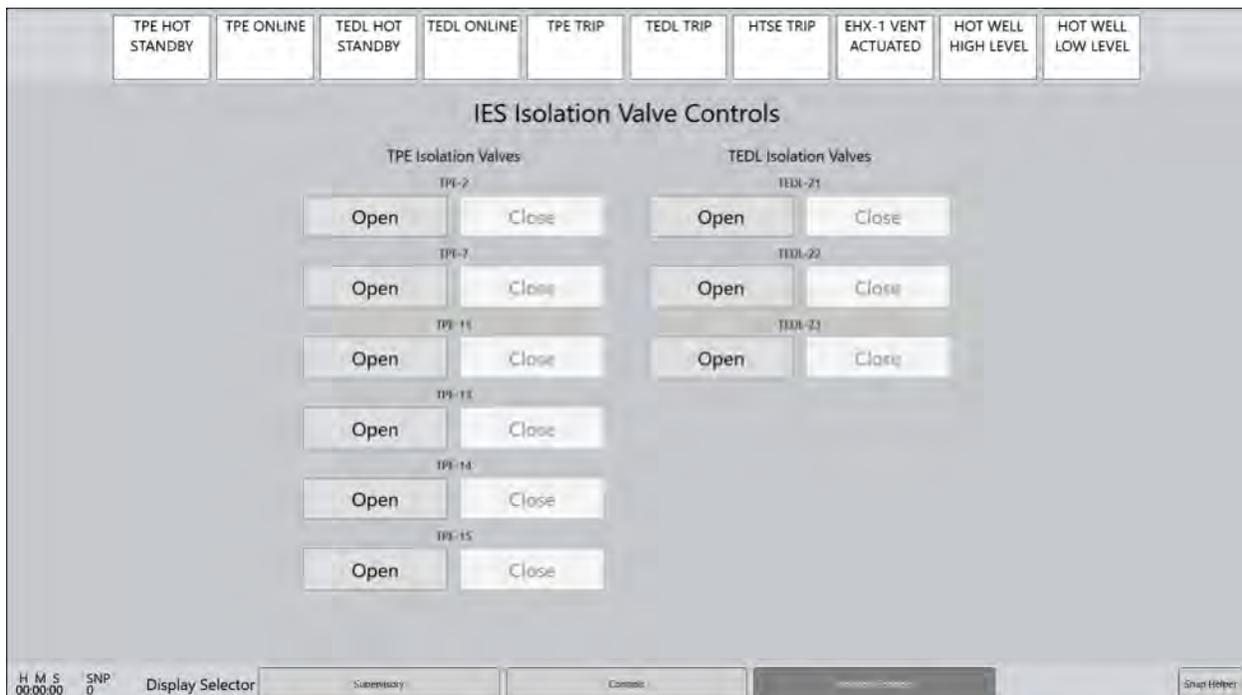 TPE HOT
STANDBY
TPE ONLINE
TEDL HOT
STANDBY
TEDL ONLINE
TPE TRIP
TEDL TRIP
HTSE TRIP
EHX-1 VENT
ACTUATED
HOT WELL
HIGH LEVEL
HOT WELL
LOW LEVEL
IES Isolation Valve Controls
TPE Isolation Valves
TEDL Isolation Valves
TPE-2
TEDL-21
Open Close
Open Close
TPE-7
TEDL-22
Open Close
Open Close
TPE-11
TEDL-23
Open Close
Open Close
TPE-13
Open Close
TPE-14
Open Close
TPE-15
Open Close
H M S SNP
00:00:00 0
Display Selector
Supervisory
Controls
Snap Helper